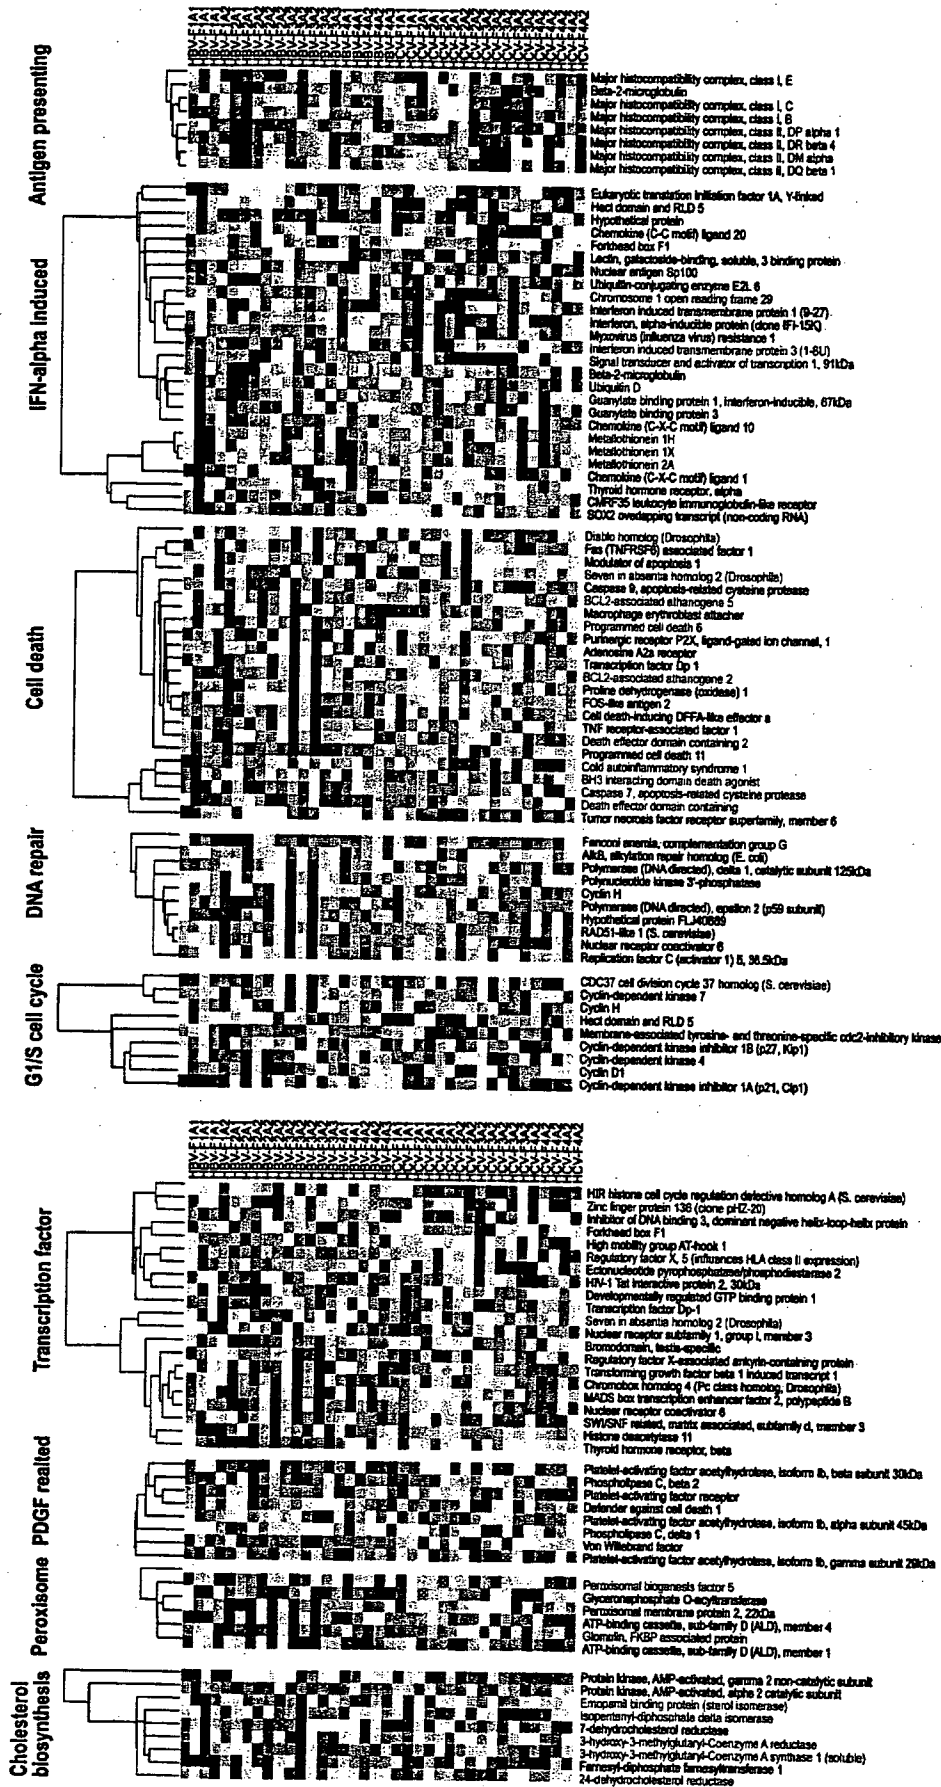 Antigen presenting
Major histocompatibility complex, class I, E
Beta-2-microglobulin
Major histocompatibility complex, class I, C
Major histocompatibility complex, class I, B
Major histocompatibility complex, class II, DP alpha 1
Major histocompatibility complex, class II, DR beta 4
Major histocompatibility complex, class II, DM alpha
Major histocompatibility complex, class II, DQ beta 1
IFN-alpha induced
Eukaryotic translation initiation factor 1A, Y-linked
Hect domain and RLD 5
Hypothetical protein
Chemokine (C-C motif) ligand 20
Forkhead box F1
Lectin, galactoside-binding, soluble, 3 binding protein
Nuclear antigen Sp100
Ubiquitin-conjugating enzyme E2L 6
Chromosome 1 open reading frame 29
Interferon induced transmembrane protein 1 (9-27)
Interferon, alpha-inducible protein (clone IFI-15K)
Myxovirus (influenza virus) resistance 1
Interferon induced transmembrane protein 3 (1-8U)
Signal transducer and activator of transcription 1, 91kDa
Beta-2-microglobulin
Ubiquitin D
Guanylate binding protein 1, interferon-inducible, 67kDa
Guanylate binding protein 3
Chemokine (C-X-C motif) ligand 10
Metallothionein 1H
Metallothionein 1X
Metallothionein 2A
Chemokine (C-X-C motif) ligand 1
Thyroid hormone receptor, alpha
CMRF35 leukocyte immunoglobulin-like receptor
SOX2 overlapping transcript (non-coding RNA)
Cell death
Diablo homolog (Drosophila)
Fas (TNFRSF6) associated factor 1
Modulator of apoptosis 1
Seven in absentia homolog 2 (Drosophila)
Caspase 9, apoptosis-related cysteine protease
BCL2-associated athanogene 5
Macrophage erythroblast attacher
Programmed cell death 6
Purinergic receptor P2X, ligand-gated ion channel, 1
Adenosine A2a receptor
Transcription factor Dp 1
BCL2-associated athanogene 2
Proline dehydrogenase (oxidase) 1
FOS-like antigen 2
Cell death-inducing DFFA-like effector a
TNF receptor-associated factor 1
Death effector domain containing 2
Programmed cell death 11
Cold autoinflammatory syndrome 1
BH3 interacting domain death agonist
Caspase 7, apoptosis-related cysteine protease
Death effector domain containing
Tumor necrosis factor receptor superfamily, member 6
DNA repair
Fanconi anemia, complementation group G
AlkB, alkylation repair homolog (E. coli)
Polymerase (DNA directed), delta 1, catalytic subunit 125kDa
Polynucleotide kinase 3'-phosphatase
Cyclin H
Polymerase (DNA directed), epsilon 2 (p59 subunit)
Hypothetical protein FLJ40869
RAD51-like 1 (S. cerevisiae)
Nuclear receptor coactivator 6
Replication factor C (activator 1) 5, 36.5kDa
G1/S cell cycle
CDC37 cell division cycle 37 homolog (S. cerevisiae)
Cyclin-dependent kinase 7
Cyclin H
Hect domain and RLD 5
Membrane-associated tyrosine- and threonine-specific cdc2-inhibitory kinase
Cyclin-dependent kinase inhibitor 1B (p27, Kip1)
Cyclin-dependent kinase 4
Cyclin D1
Cyclin-dependent kinase inhibitor 1A (p21, Cip1)
Transcription factor
HIR histone cell cycle regulation defective homolog A (S. cerevisiae)
Zinc finger protein 136 (clone pHZ-20)
Inhibitor of DNA binding 3, dominant negative helix-loop-helix protein
Forkhead box F1
High mobility group AT-hook 1
Regulatory factor X, 5 (influences HLA class II expression)
Ectonucleotide pyrophosphatase/phosphodiesterase 2
HIV-1 Tat interactive protein 2, 30kDa
Developmentally regulated GTP binding protein 1
Transcription factor Dp-1
Seven in absentia homolog 2 (Drosophila)
Nuclear receptor subfamily 1, group I, member 3
Bromodomain, testis-specific
Regulatory factor X-associated ankyrin-containing protein
Transforming growth factor beta 1 induced transcript 1
Chromobox homolog 4 (Pc class homolog, Drosophila)
MADS box transcription enhancer factor 2, polypeptide B
Nuclear receptor coactivator 6
SWI/SNF related, matrix associated, subfamily d, member 3
Histone deacetylase 11
Thyroid hormone receptor, beta
PDGF realted
Platelet-activating factor acetylhydrolase, isoform Ib, beta subunit 30kDa
Phospholipase C, beta 2
Platelet-activating factor receptor
Defender against cell death 1
Platelet-activating factor acetylhydrolase, isoform Ib, alpha subunit 45kDa
Phospholipase C, delta 1
Von Willebrand factor
Platelet-activating factor acetylhydrolase, isoform Ib, gamma subunit 29kDa
Peroxisome
Peroxisomal biogenesis factor 5
Glyceronephosphate O-acyltransferase
Peroxisomal membrane protein 2, 22kDa
ATP-binding cassette, sub-family D (ALD), member 4
Glomulin, FKBP associated protein
ATP-binding cassette, sub-family D (ALD), member 1
Cholesterol
biosynthesis
Protein kinase, AMP-activated, gamma 2 non-catalytic subunit
Protein kinase, AMP-activated, alpha 2 catalytic subunit
Emopamil binding protein (sterol isomerase)
Isopentenyl-diphosphate delta isomerase
7-dehydrocholesterol reductase
3-hydroxy-3-methylglutaryl-Coenzyme A reductase
3-hydroxy-3-methylglutaryl-Coenzyme A synthase 1 (soluble)
Farnesyl-diphosphate farnesyltransferase 1
24-dehydrocholesterol reductase